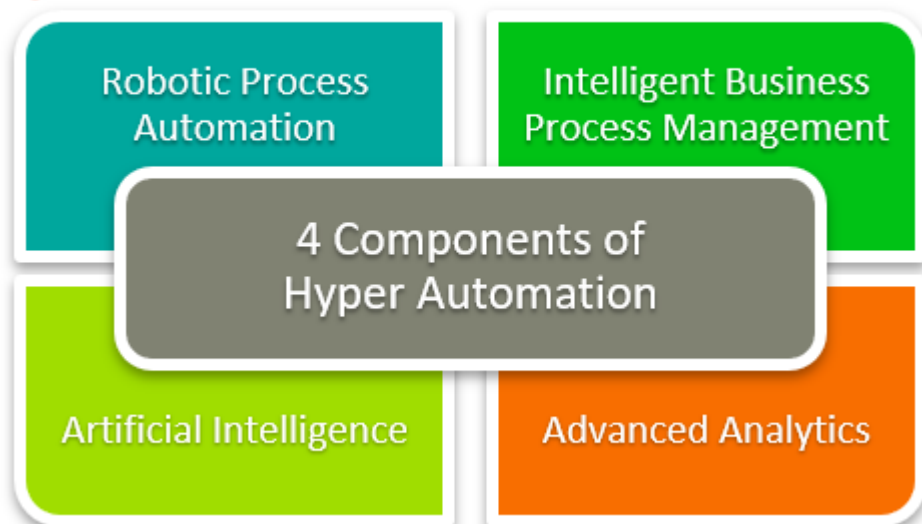 Robotic Process
Automation
Intelligent Business
Process Management
4 Components of
Hyper Automation
Artificial Intelligence
Advanced Analytics